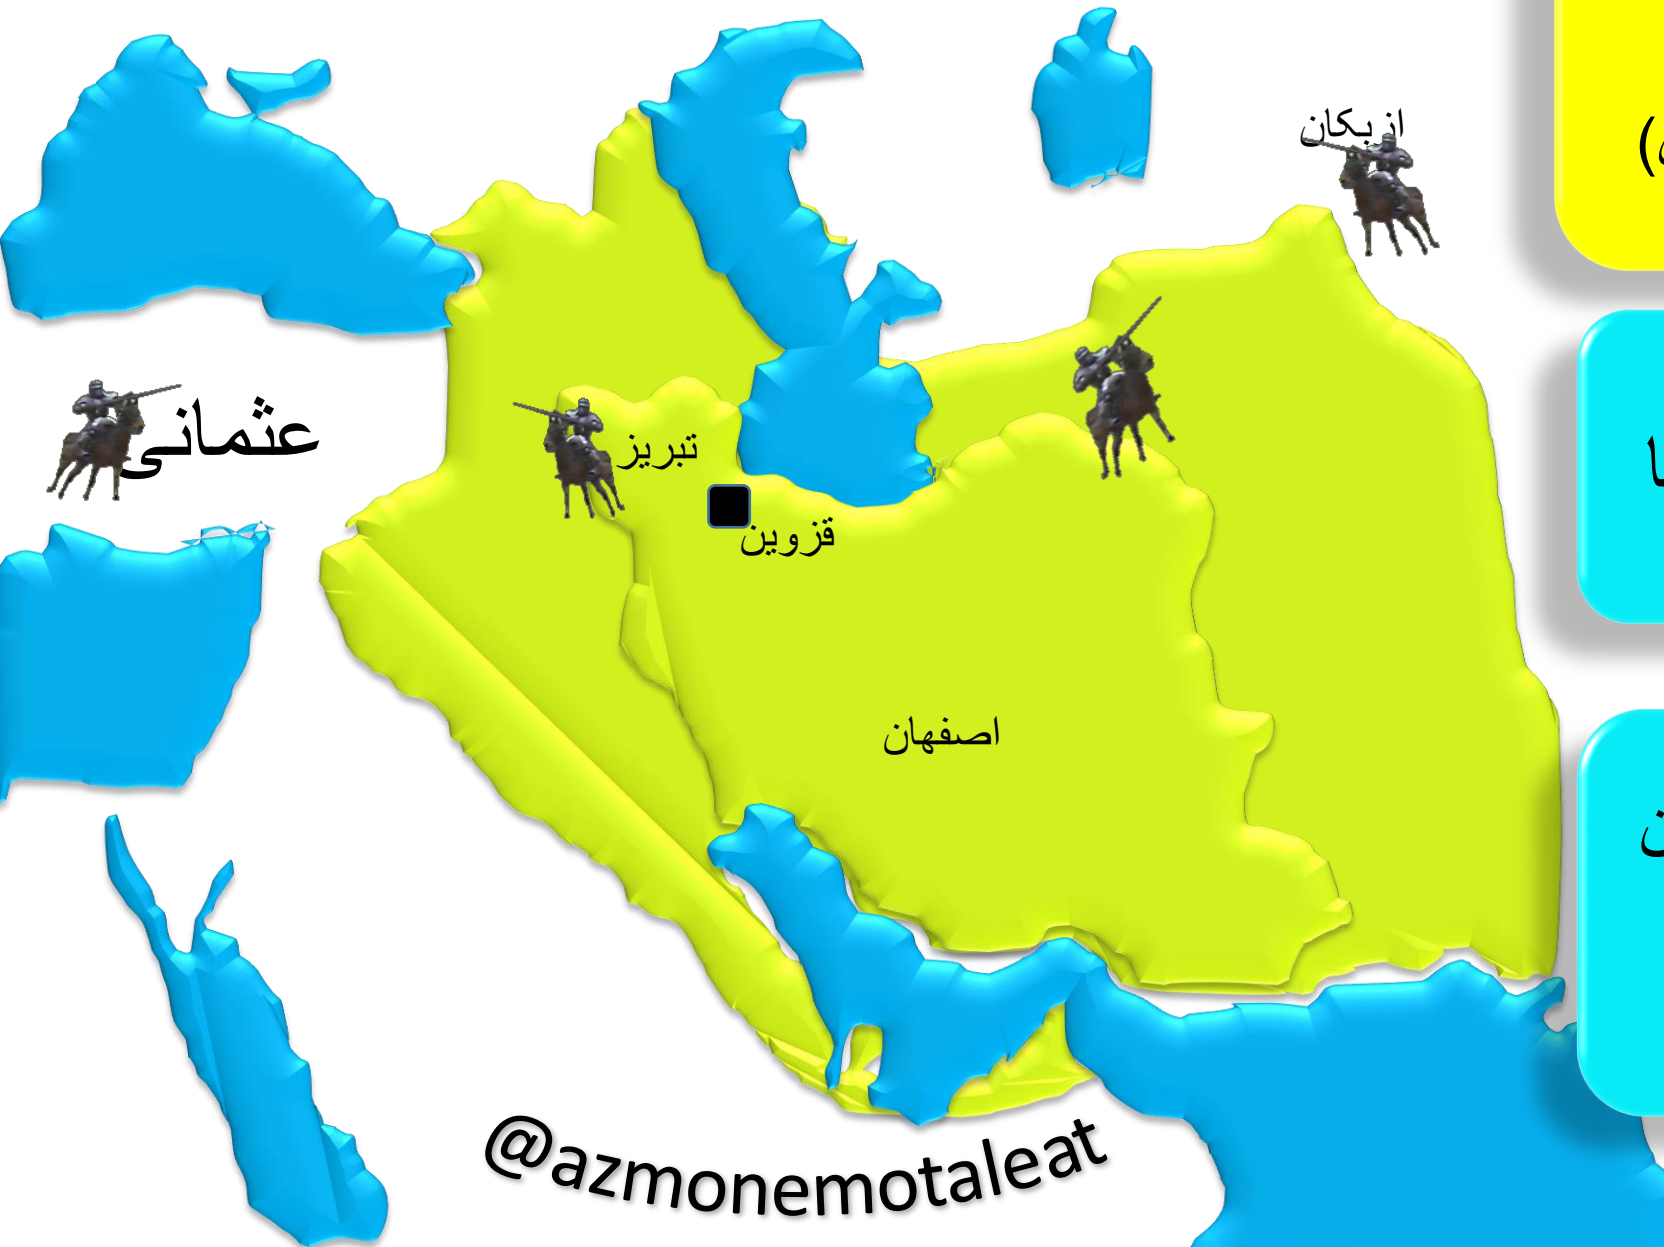 ازبکان
عثمانی
تبریز
قزوین
اصفهان
@azmonemotaleat